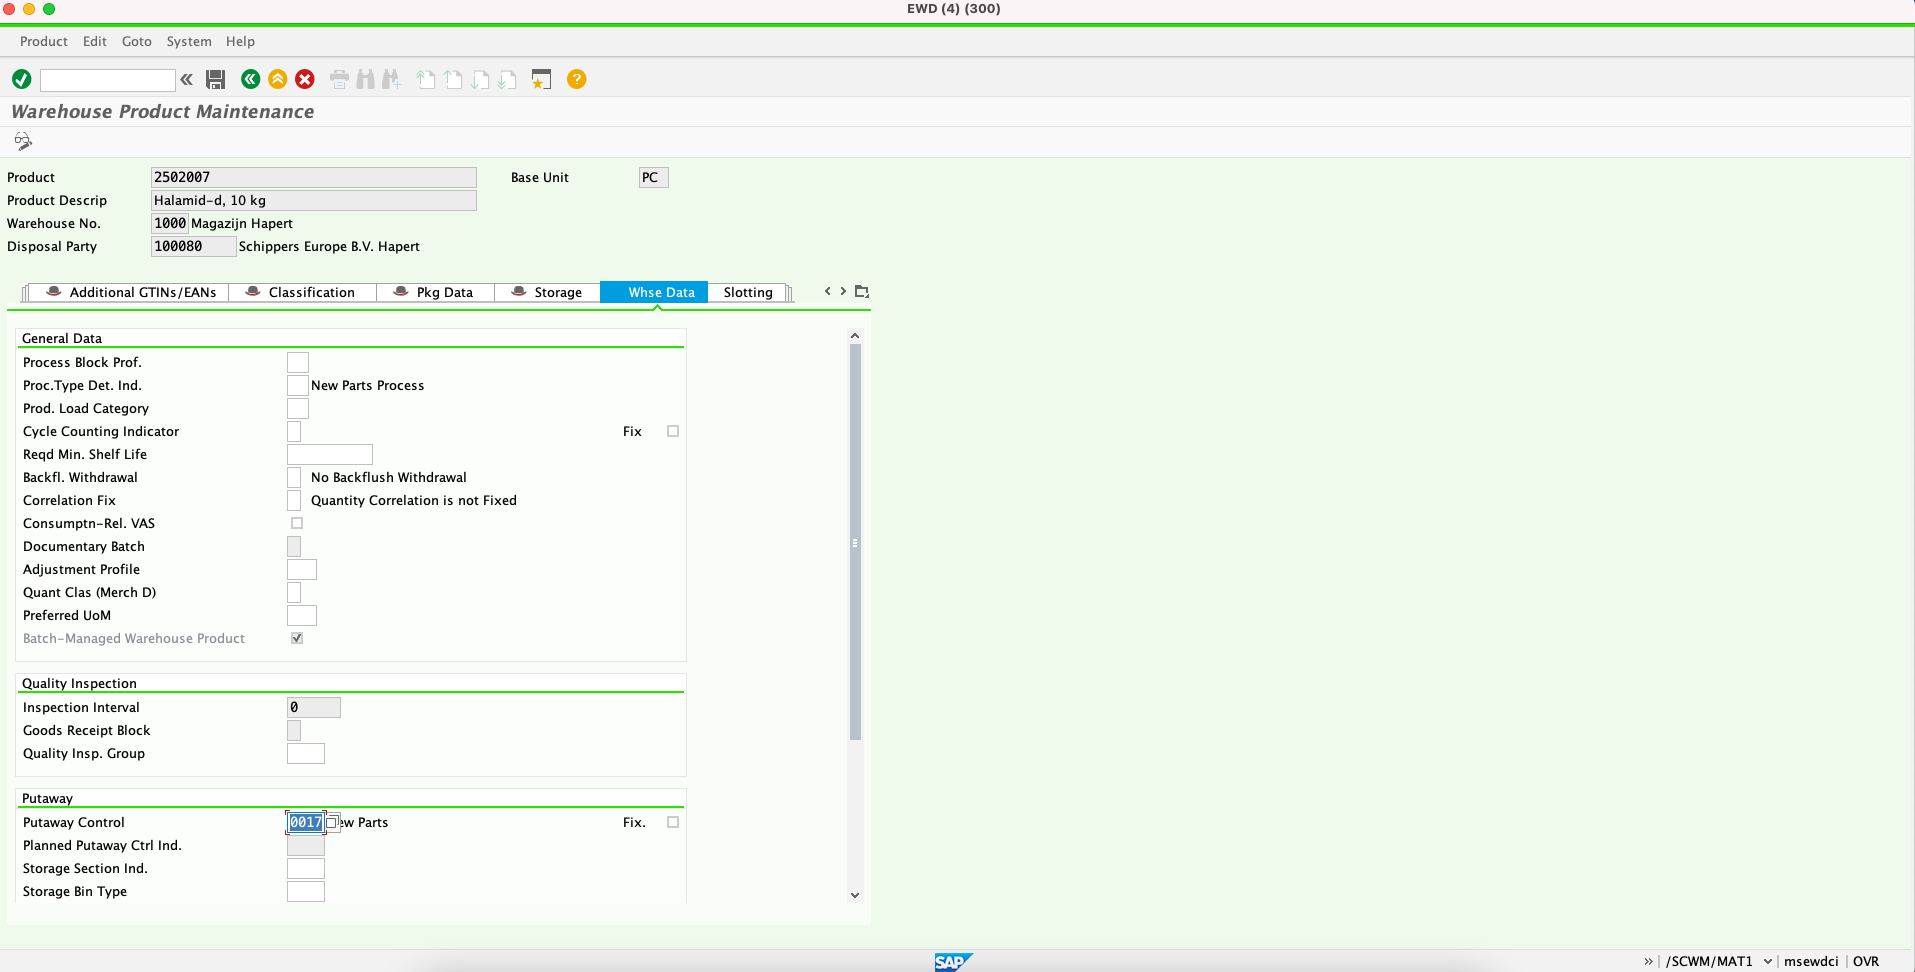 EWD (4) (300)
Product Edit Goto System Help
Warehouse Product Maintenance
Product 2502007 Base Unit PC
Product Descrip Halamid-d, 10 kg
Warehouse No. 1000 Magazijn Hapert
Disposal Party 100080 Schippers Europe B.V. Hapert
Additional GTINs/EANs Classification Pkg Data Storage Whse Data Slotting
General Data
Process Block Prof.
Proc.Type Det. Ind. New Parts Process
Prod. Load Category
Cycle Counting Indicator Fix
Reqd Min. Shelf Life
Backfl. Withdrawal No Backflush Withdrawal
Correlation Fix Quantity Correlation is not Fixed
Consumptn-Rel. VAS
Documentary Batch
Adjustment Profile
Quant Clas (Merch D)
Preferred UoM
Batch-Managed Warehouse Product
Quality Inspection
Inspection Interval 0
Goods Receipt Block
Quality Insp. Group
Putaway
Putaway Control 0017 ew Parts Fix.
Planned Putaway Ctrl Ind.
Storage Section Ind.
Storage Bin Type
SAP » /SCWM/MAT1 msewdci OVR